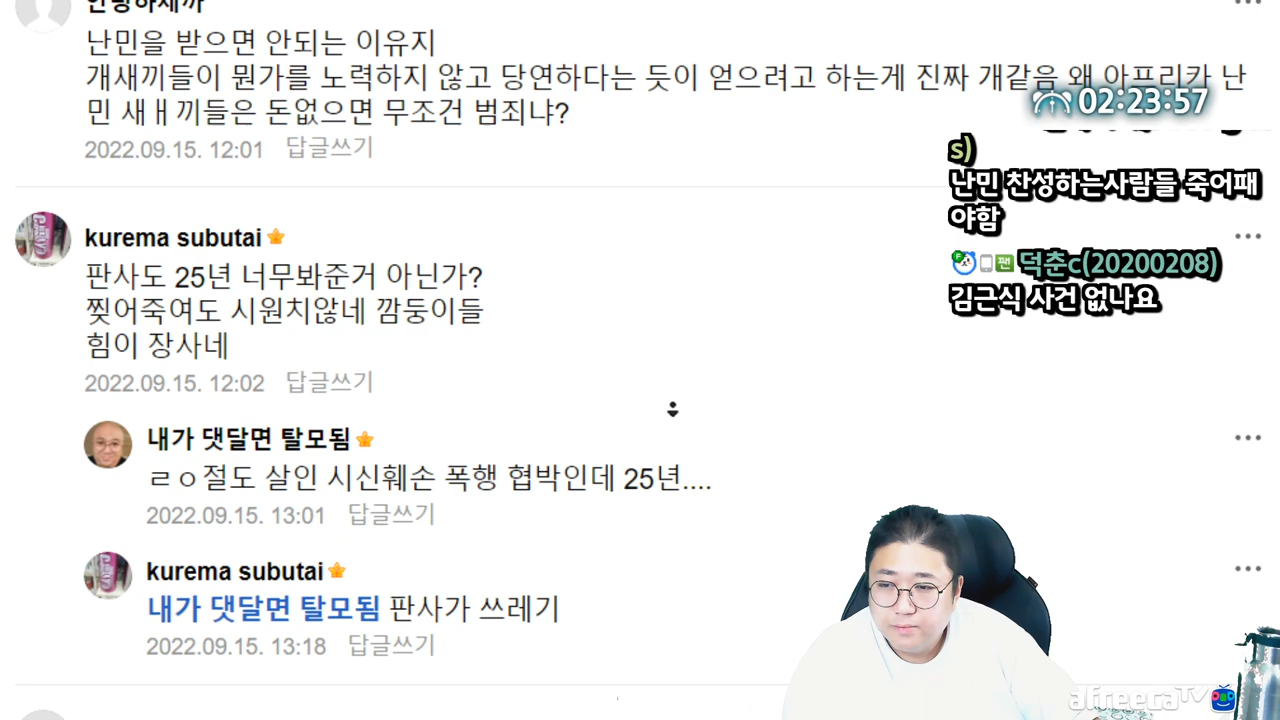 안녕하세까
난민을 받으면 안되는 이유지
개새끼들이 뭔가를 노력하지 않고 당연하다는 듯이 얻으려고 하는게 진짜 개같음 왜 아프리카 난
민 새ㅐ끼들은 돈없으면 무조건 범죄냐?
2022.09.15. 12:01 답글쓰기
kurema subutai
판사도 25년 너무봐준거 아닌가?
찢어죽여도 시원치않네 깜둥이들
힘이 장사네
2022.09.15. 12:02 답글쓰기
내가 댓달면 탈모됨
ㄹㅇ절도 살인 시신훼손 폭행 협박인데 25년....
2022.09.15. 13:01 답글쓰기
kurema subutai
내가 댓달면 탈모됨 판사가 쓰레기
2022.09.15. 13:18 답글쓰기
02:23:57
s)
난민 찬성하는사람들 죽어패
야함
팬 덕춘c(20200208)
김근식 사건 없나요
afreecaTV